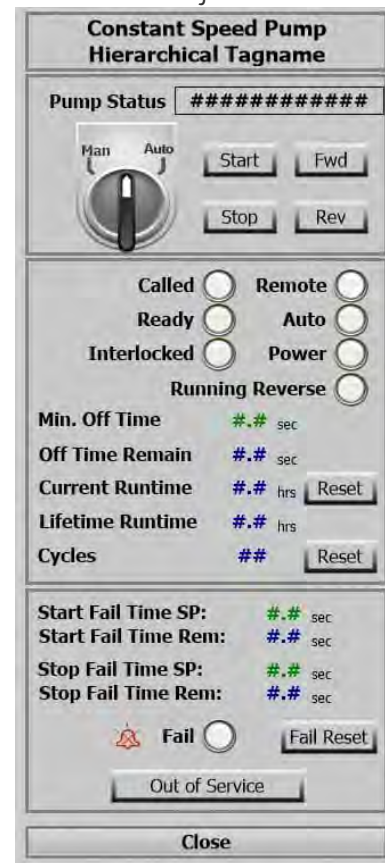 Constant Speed Pump
Hierarchical Tagname
Pump Status ############
Man Auto
Start Fwd
Stop Rev
Called Remote
Ready Auto
Interlocked Power
Running Reverse
Min. Off Time #.# sec
Off Time Remain #.# sec
Current Runtime #.# hrs Reset
Lifetime Runtime #.# hrs
Cycles ## Reset
Start Fail Time SP: #.# sec
Start Fail Time Rem: #.# sec
Stop Fail Time SP: #.# sec
Stop Fail Time Rem: #.# sec
Fail Fail Reset
Out of Service
Close